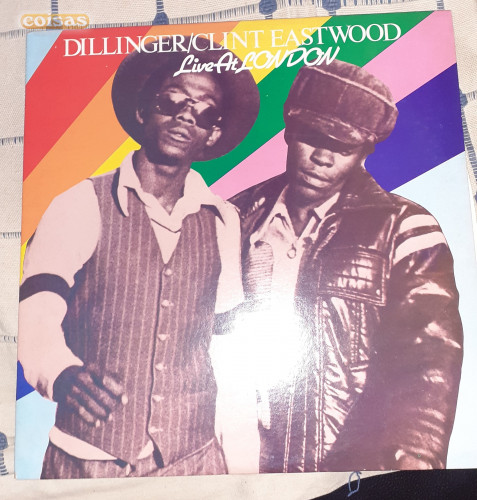 coisas
DILLINGER/CLINT EASTWOOD
Live At LONDON